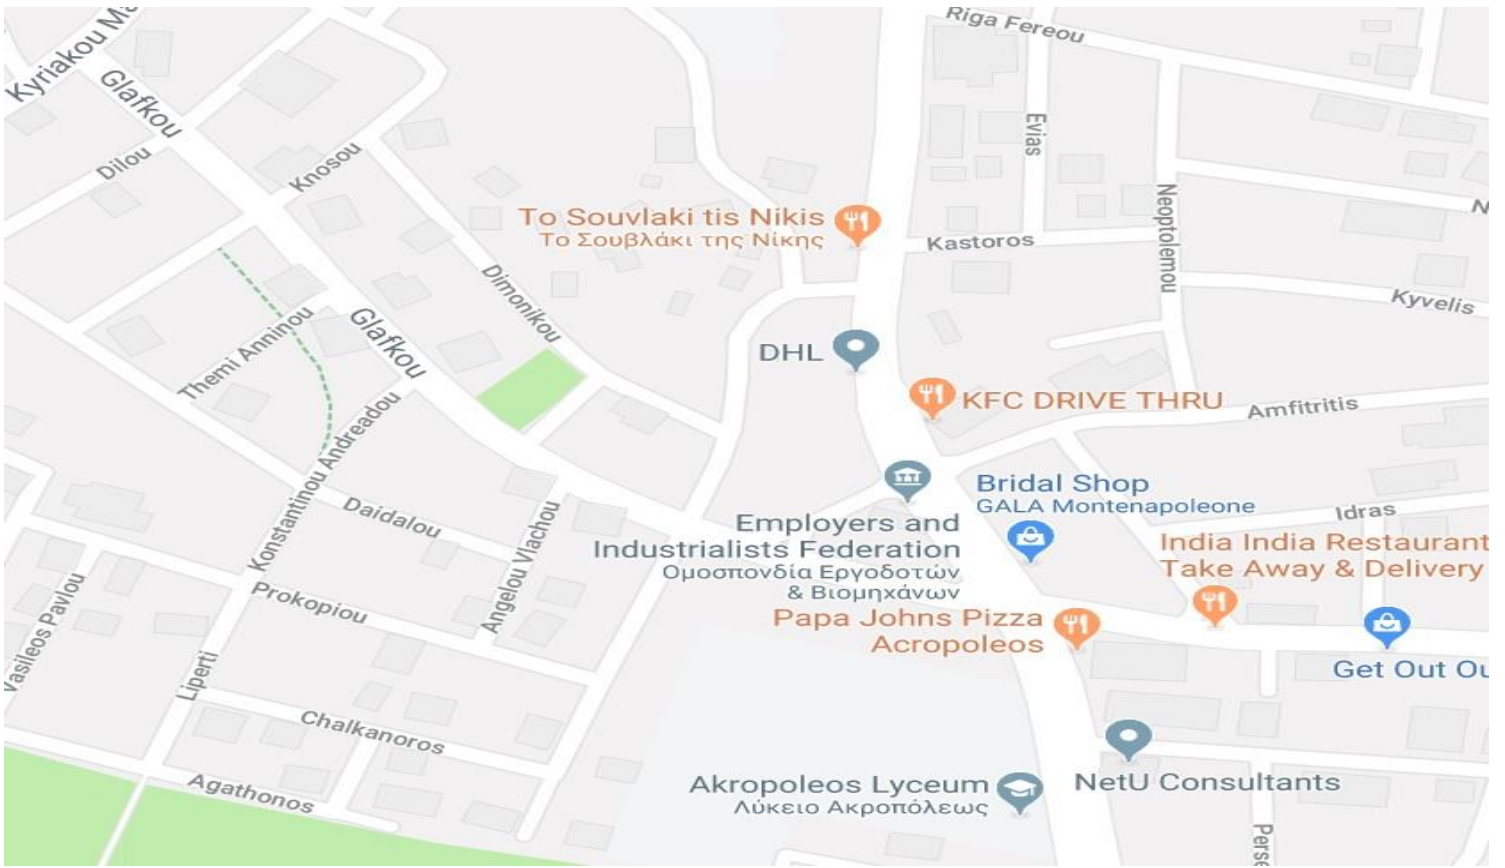 Riga Fereou
Kyriakou Ma
Glafkou
Dilou
Knosou
Evias
Neoptolemou
To Souvlaki tis Nikis
Το Σουβλάκι της Νίκης
Kastoros
N
Dimonikou
Kyvelis
Themi Anninou
Glafkou
DHL
KFC DRIVE THRU
Amfitritis
Konstantinou Andreadou
Bridal Shop
GALA Montenapoleone
Daidalou
Angelou Vlachou
Idras
Employers and
Industrialists Federation
Ομοσπονδία Εργοδοτών
& Βιομηχάνων
India India Restaurant
Take Away & Delivery
Vasileos Pavlou
Prokopiou
Papa Johns Pizza
Acropoleos
Liperti
Get Out Ou
Chalkanoros
Agathonos
Akropoleos Lyceum
Λύκειο Ακροπόλεως
NetU Consultants
Perse